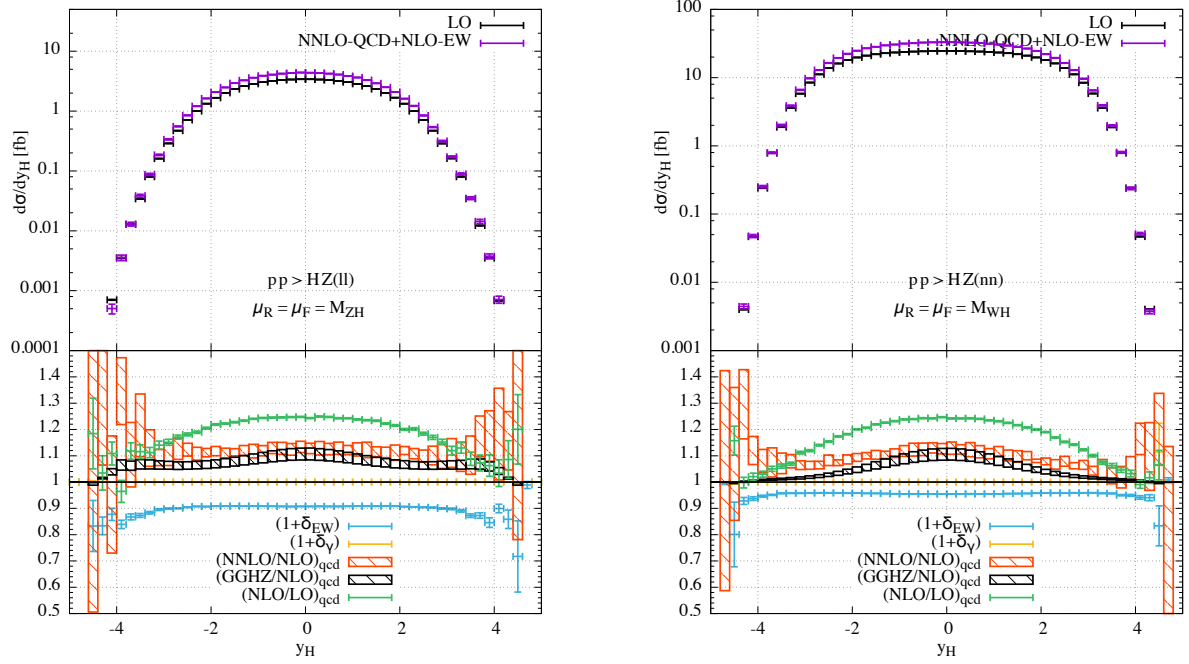 LO
NNLO-QCD+NLO-EW
10
1
0.1
0.01
0.001
0.0001
dσ/dy_H [fb]
pp > HZ(ll)
μ_R = μ_F = M_ZH
1.4
1.3
1.2
1.1
1
0.9
0.8
0.7
0.6
0.5
(1+δ_EW)
(1+δ_γ)
(NNLO/NLO)_qcd
(GGHZ/NLO)_qcd
(NLO/LO)_qcd
-4 -2 0 2 4
y_H
LO
NNLO-QCD+NLO-EW
100
10
1
0.1
0.01
0.001
dσ/dy_H [fb]
pp > HZ(nn)
μ_R = μ_F = M_WH
1.4
1.3
1.2
1.1
1
0.9
0.8
0.7
0.6
0.5
(1+δ_EW)
(1+δ_γ)
(NNLO/NLO)_qcd
(GGHZ/NLO)_qcd
(NLO/LO)_qcd
-4 -2 0 2 4
y_H